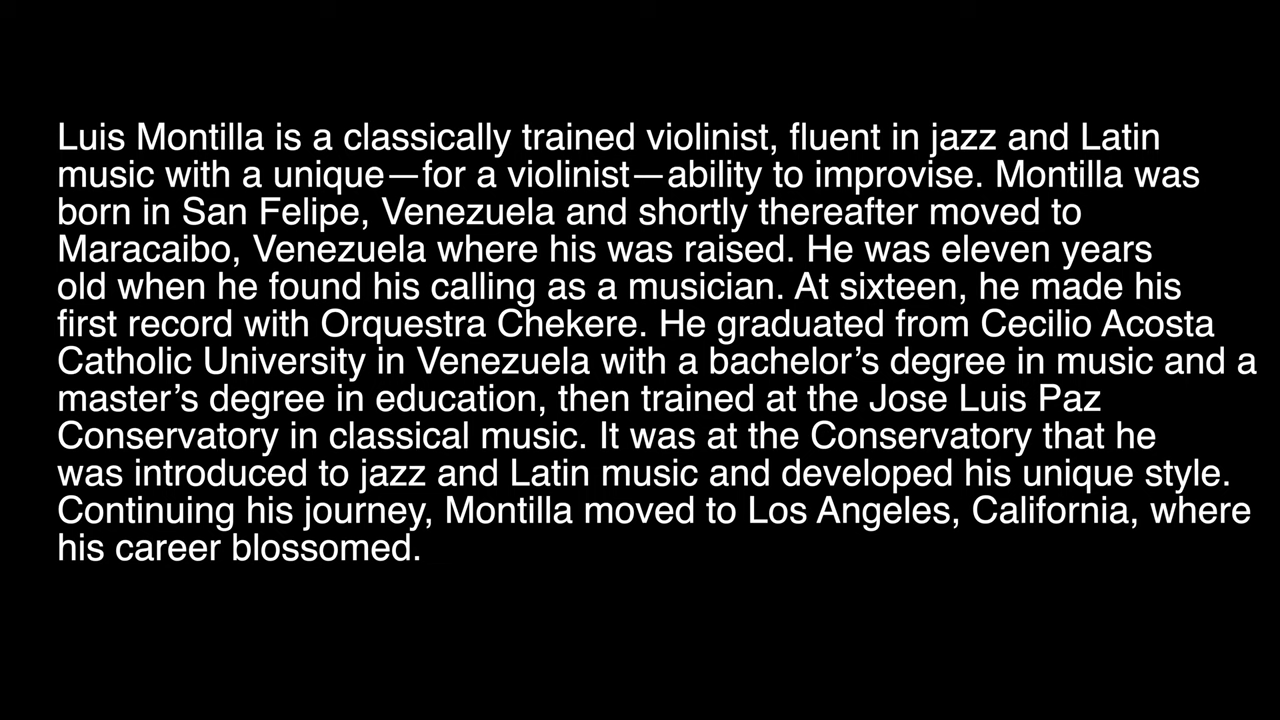 Luis Montilla is a classically trained violinist, fluent in jazz and Latin
music with a unique—for a violinist—ability to improvise. Montilla was
born in San Felipe, Venezuela and shortly thereafter moved to
Maracaibo, Venezuela where his was raised. He was eleven years
old when he found his calling as a musician. At sixteen, he made his
first record with Orquestra Chekere. He graduated from Cecilio Acosta
Catholic University in Venezuela with a bachelor’s degree in music and a
master’s degree in education, then trained at the Jose Luis Paz
Conservatory in classical music. It was at the Conservatory that he
was introduced to jazz and Latin music and developed his unique style.
Continuing his journey, Montilla moved to Los Angeles, California, where
his career blossomed.